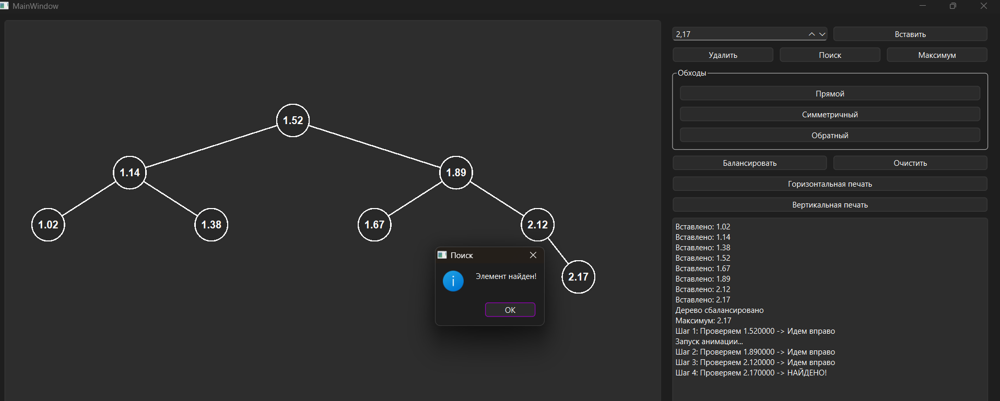 MainWindow
2,17
Вставить
Удалить
Поиск
Максимум
Обходы
Прямой
Симметричный
Обратный
Балансировать
Очистить
Горизонтальная печать
Вертикальная печать
1.52
1.14
1.89
1.02
1.38
1.67
2.12
2.17
Поиск
Элемент найден!
OK
Вставлено: 1.02
Вставлено: 1.14
Вставлено: 1.38
Вставлено: 1.52
Вставлено: 1.67
Вставлено: 1.89
Вставлено: 2.12
Вставлено: 2.17
Дерево сбалансировано
Максимум: 2.17
Шаг 1: Проверяем 1.520000 -> Идем вправо
Запуск анимации...
Шаг 2: Проверяем 1.890000 -> Идем вправо
Шаг 3: Проверяем 2.120000 -> Идем вправо
Шаг 4: Проверяем 2.170000 -> НАЙДЕНО!